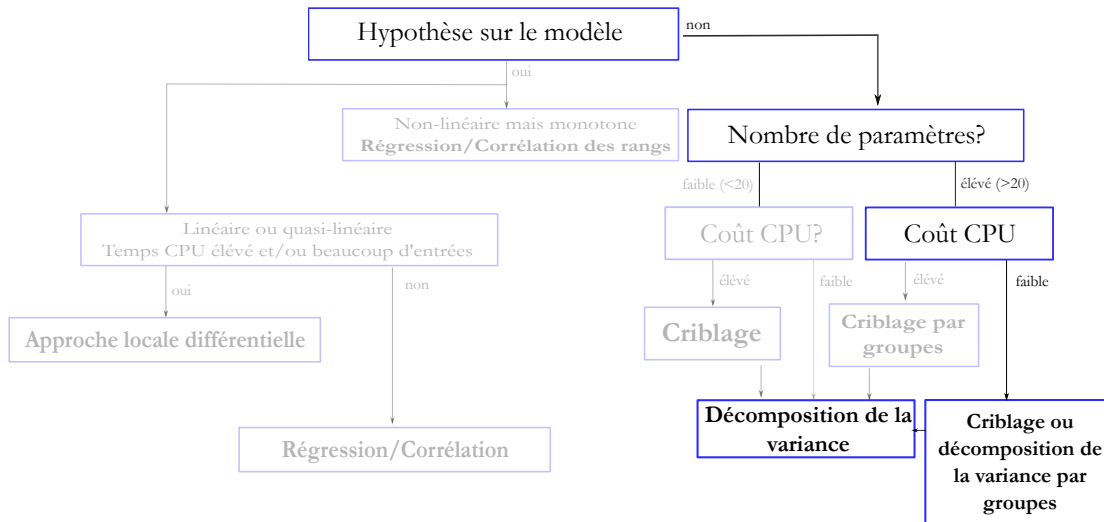 Hypothèse sur le modèle
non
oui
Non-linéaire mais monotone
Régression/Corrélation des rangs
Nombre de paramètres?
faible (<20)
élévé (>20)
Linéaire ou quasi-linéaire
Temps CPU élévé et/ou beaucoup d'entrées
Coût CPU?
Coût CPU
oui
non
élévé
faible
élévé
faible
Approche locale différentielle
Criblage
Criblage par
groupes
Décomposition de la
variance
Criblage ou
décomposition de
la variance par
groupes
Régression/Corrélation